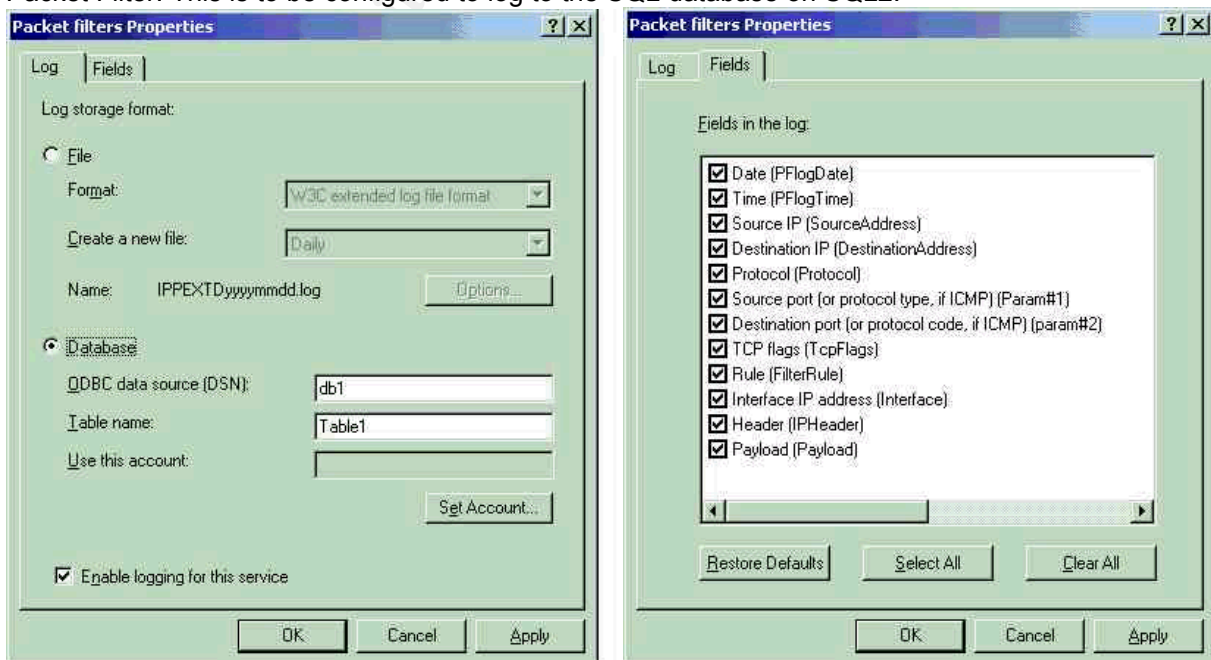 Packet Filter: This is to be configured to log to the SQL database on SQL2.
Packet filters Properties
Log
Fields
Log storage format:
File
Format:
W3C extended log file format
Create a new file:
Daily
Name:
IPPEXTDyyyymmdd.log
Options...
Database
ODBC data source (DSN):
db1
Table name:
Table1
Use this account:
Set Account...
Enable logging for this service
OK
Cancel
Apply
Packet filters Properties
Log
Fields
Fields in the log:
Date (PFlogDate)
Time (PFlogTime)
Source IP (SourceAddress)
Destination IP (DestinationAddress)
Protocol (Protocol)
Source port (or protocol type, if ICMP) (Param#1)
Destination port (or protocol code, if ICMP) (param#2)
TCP flags (TcpFlags)
Rule (FilterRule)
Interface IP address (Interface)
Header (IPHeader)
Payload (Payload)
Restore Defaults
Select All
Clear All
OK
Cancel
Apply